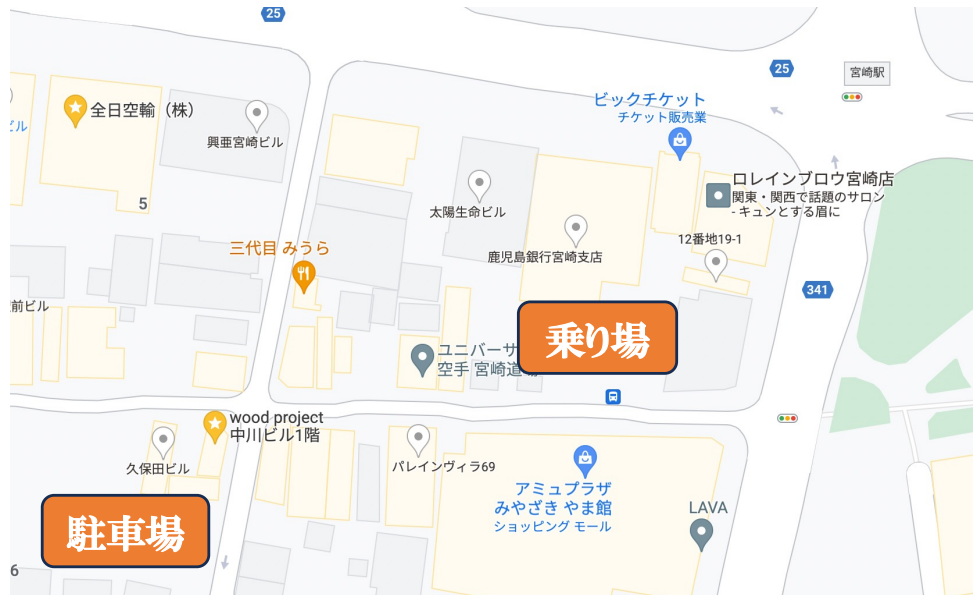 25
25
宮崎駅
全日空輸（株）
興亜宮崎ビル
ビル
ビックチケット
チケット販売業
ロレインブロウ宮崎店
関東・関西で話題のサロン
- キュンとする眉に
5
太陽生命ビル
鹿児島銀行宮崎支店
12番地19-1
三代目 みうら
341
前ビル
乗り場
ユニバーサ
空手 宮崎道場
wood project
中川ビル1階
久保田ビル
パレインヴィラ69
アミュプラザ
みやざき やま館
ショッピング モール
LAVA
駐車場
6